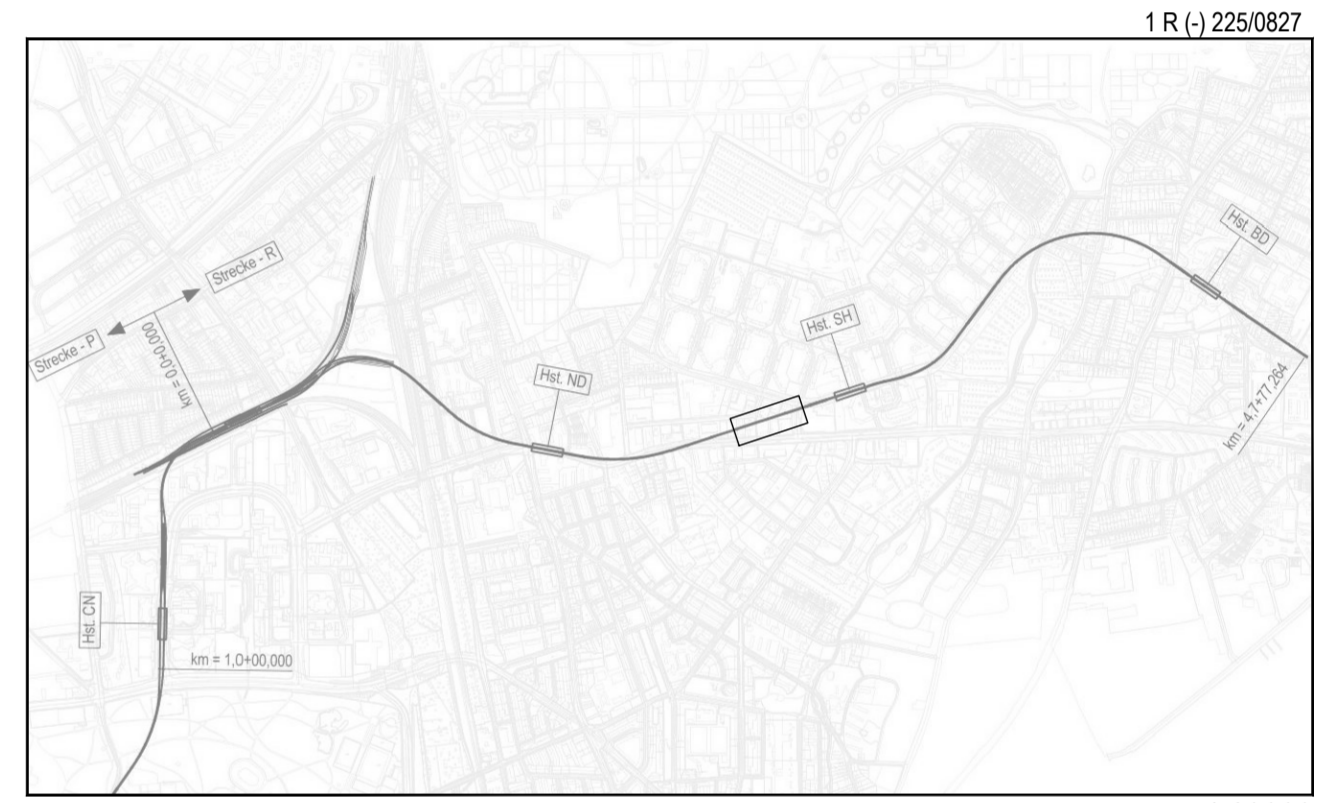 1 R (-) 225/0827
Hst. BD
Strecke - R
Strecke - P
km = 0,0+0,000
Hst. SH
Hst. ND
km = 4,7+77,264
Hst. CN
km = 1,0+00,000